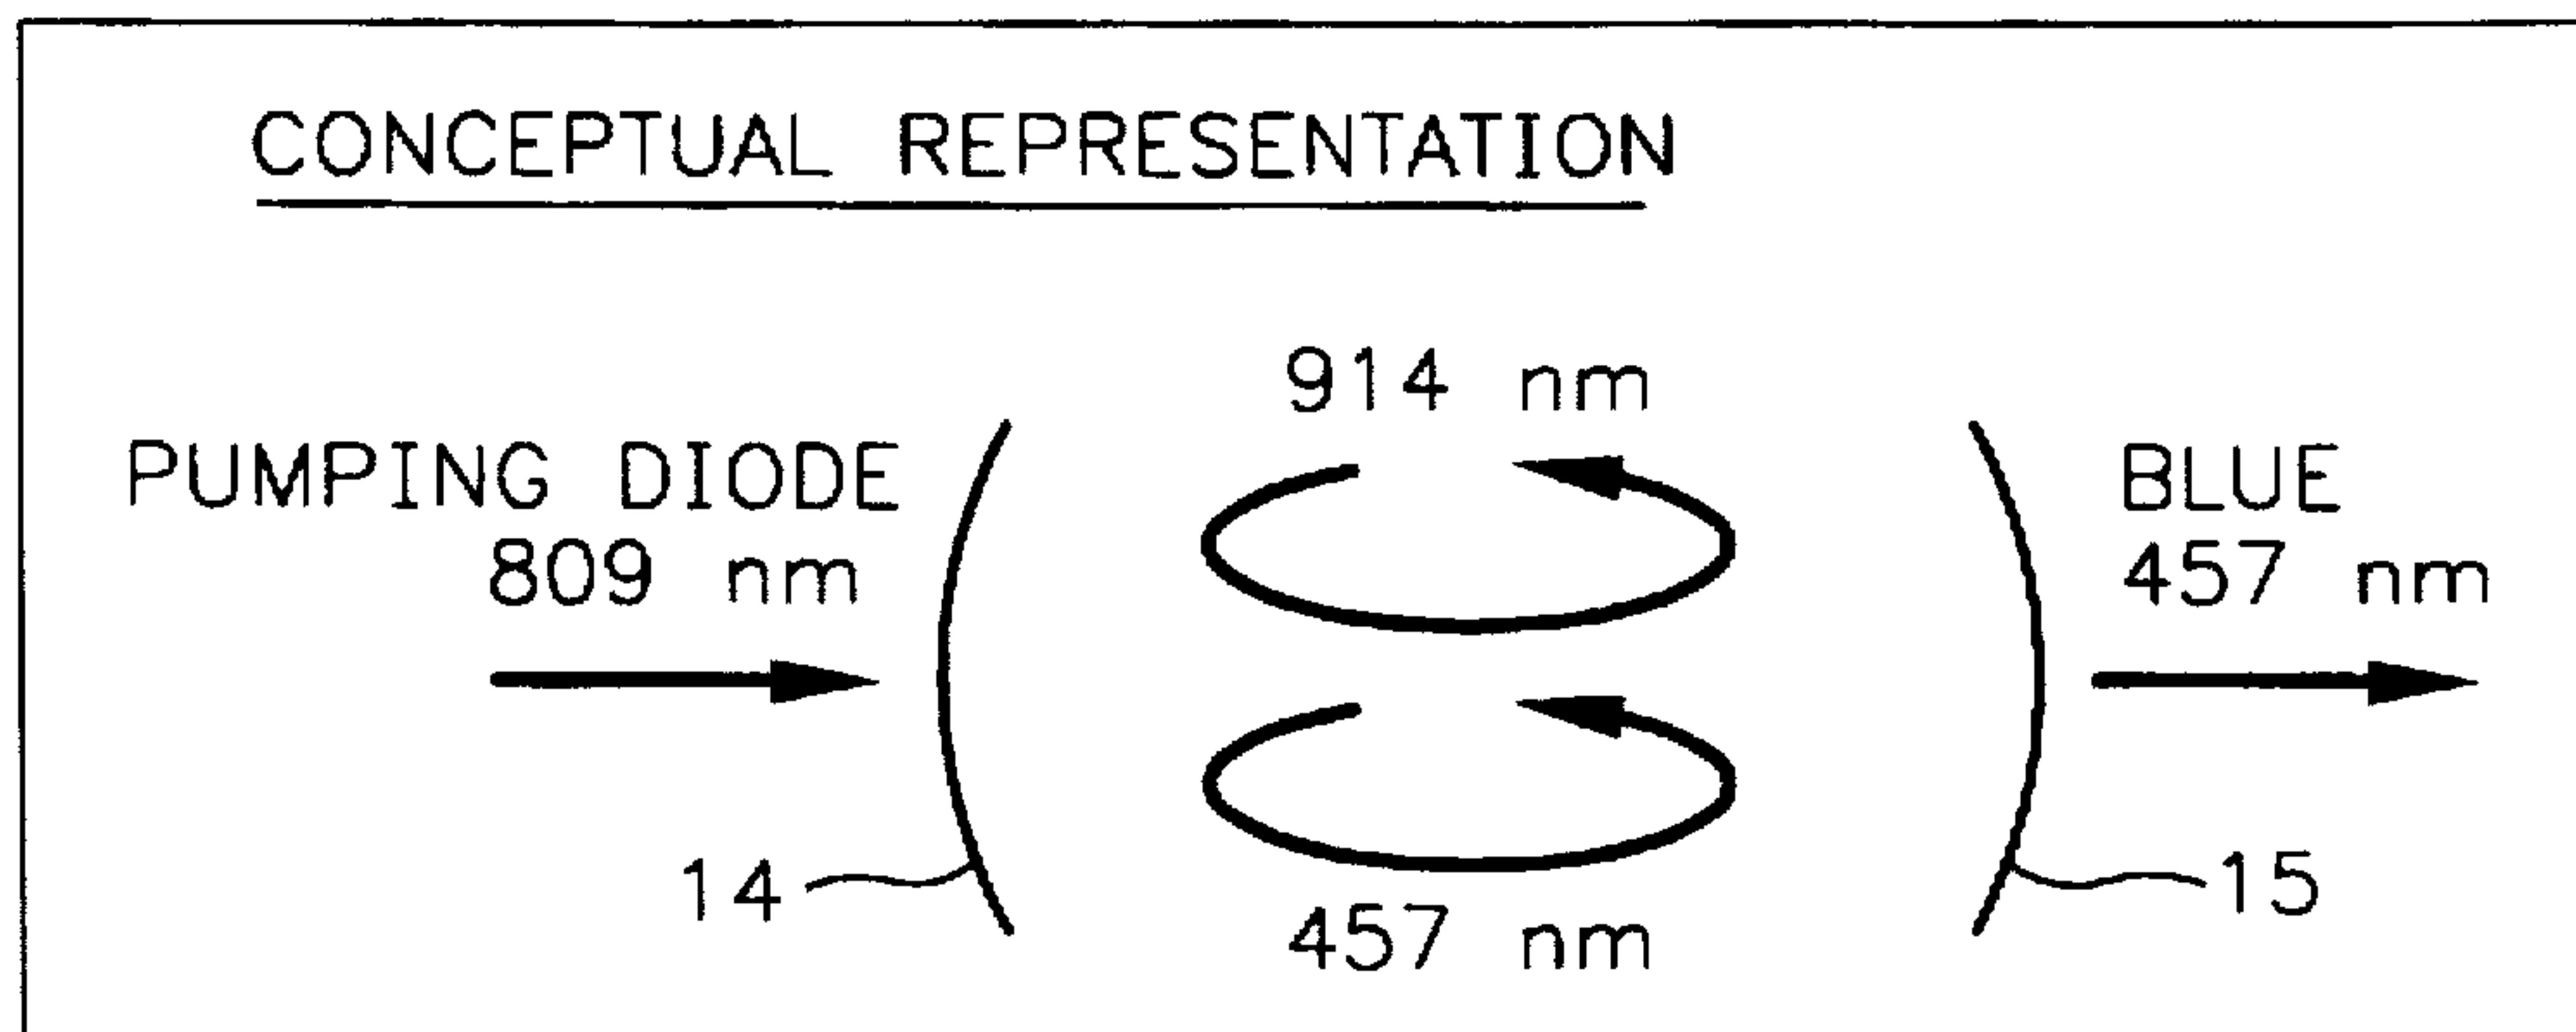 CONCEPTUAL REPRESENTATION
914 nm
PUMPING DIODE
809 nm
BLUE
457 nm
14
15
457 nm